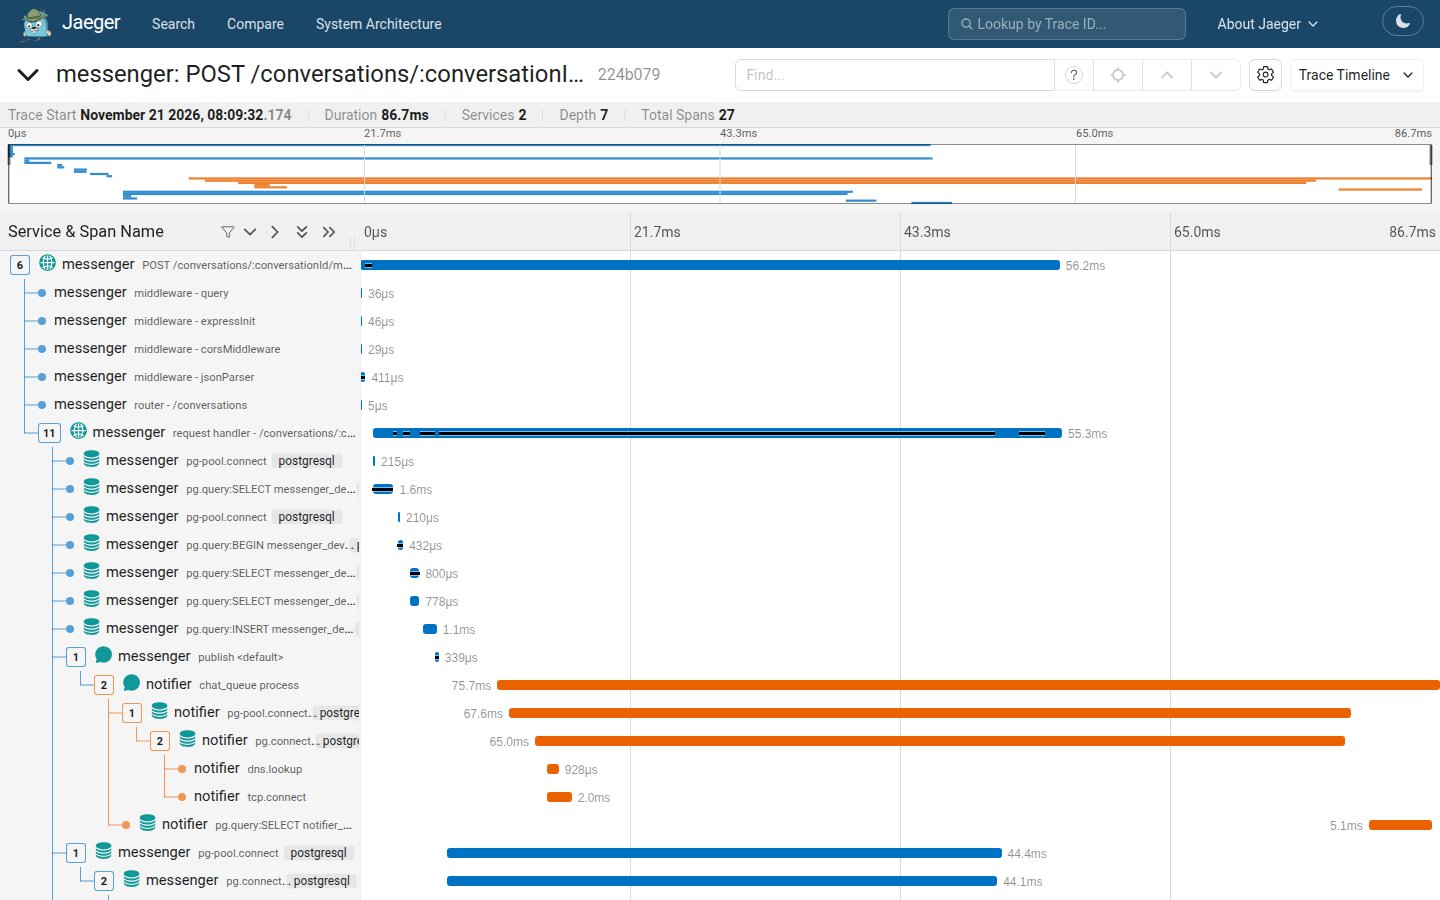 Jaeger Search Compare System Architecture Lookup by Trace ID... About Jaeger
messenger: POST /conversations/:conversationI... 224b079 Find... ? Trace Timeline
Trace Start November 21 2026, 08:09:32.174 Duration 86.7ms Services 2 Depth 7 Total Spans 27
0μs 21.7ms 43.3ms 65.0ms 86.7ms
Service & Span Name 0μs 21.7ms 43.3ms 65.0ms 86.7ms
6 messenger POST /conversations/:conversationId/m... 56.2ms
messenger middleware - query 36μs
messenger middleware - expressInit 46μs
messenger middleware - corsMiddleware 29μs
messenger middleware - jsonParser 411μs
messenger router - /conversations 5μs
11 messenger request handler - /conversations/:c... 55.3ms
messenger pg-pool.connect postgresql 215μs
messenger pg.query:SELECT messenger_de... 1.6ms
messenger pg-pool.connect postgresql 210μs
messenger pg.query:BEGIN messenger_dev... 432μs
messenger pg.query:SELECT messenger_de... 800μs
messenger pg.query:SELECT messenger_de... 778μs
messenger pg.query:INSERT messenger_de... 1.1ms
1 messenger publish <default> 339μs
2 notifier chat_queue process 75.7ms
1 notifier pg-pool.connect... postgre 67.6ms
2 notifier pg.connect... postgre 65.0ms
notifier dns.lookup 928μs
notifier tcp.connect 2.0ms
notifier pg.query:SELECT notifier_... 5.1ms
1 messenger pg-pool.connect postgresql 44.4ms
2 messenger pg.connect... postgresql 44.1ms